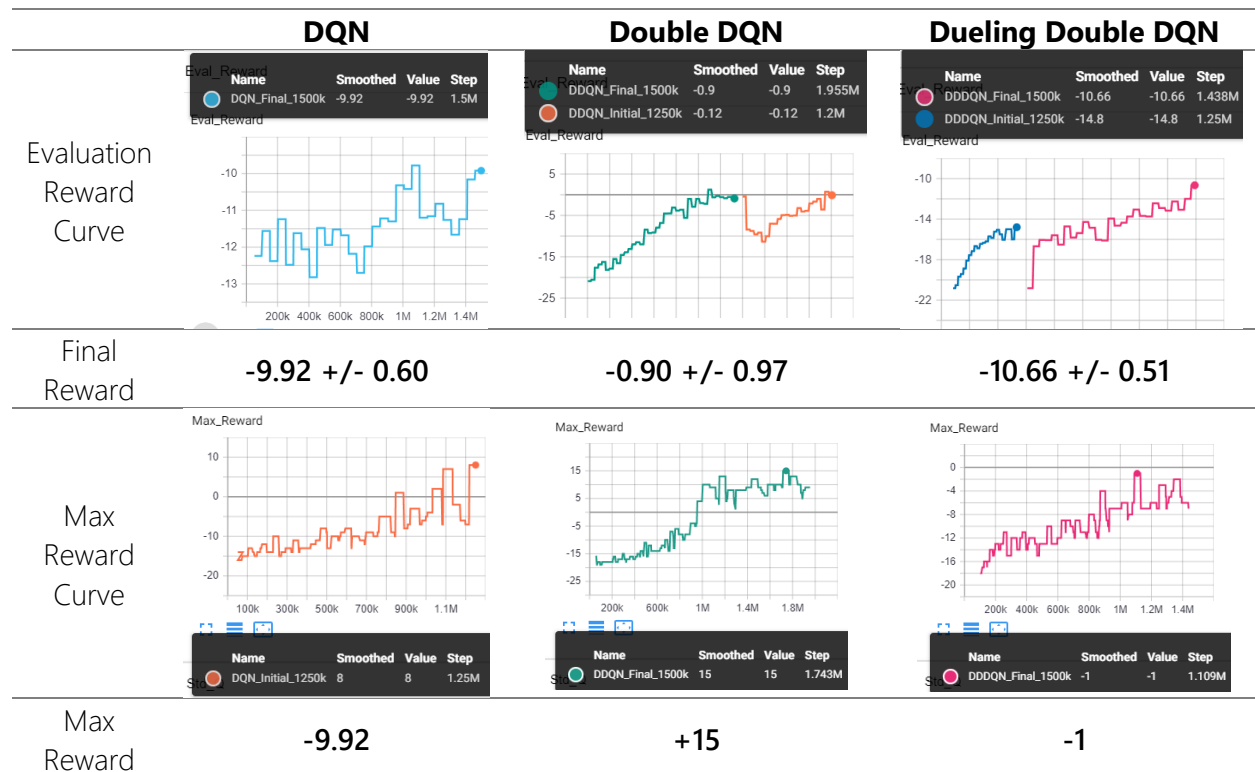 DQN Double DQN Dueling Double DQN
Evaluation
Reward
Curve
Eval_Reward
Name Smoothed Value Step
DQN_Final_1500k -9.92 -9.92 1.5M
Eval_Reward
-10
-11
-12
-13
200k 400k 600k 800k 1M 1.2M 1.4M
Name Smoothed Value Step
DDQN_Final_1500k -0.9 -0.9 1.955M
DDQN_Initial_1250k -0.12 -0.12 1.2M
Eval_Reward
5
-5
-15
-25
Name Smoothed Value Step
DDDQN_Final_1500k -10.66 -10.66 1.438M
DDDQN_Initial_1250k -14.8 -14.8 1.25M
Eval_Reward
-10
-14
-18
-22
Final
Reward
-9.92 +/- 0.60 -0.90 +/- 0.97 -10.66 +/- 0.51
Max
Reward
Curve
Max_Reward
10
0
-10
-20
100k 300k 500k 700k 900k 1.1M
Name Smoothed Value Step
DQN_Initial_1250k 8 8 1.25M
Max_Reward
15
5
-5
-15
-25
200k 600k 1M 1.4M 1.8M
Name Smoothed Value Step
DDQN_Final_1500k 15 15 1.743M
Max_Reward
0
-4
-8
-12
-16
-20
200k 400k 600k 800k 1M 1.2M 1.4M
Name Smoothed Value Step
DDDQN_Final_1500k -1 -1 1.109M
Max
Reward
-9.92 +15 -1